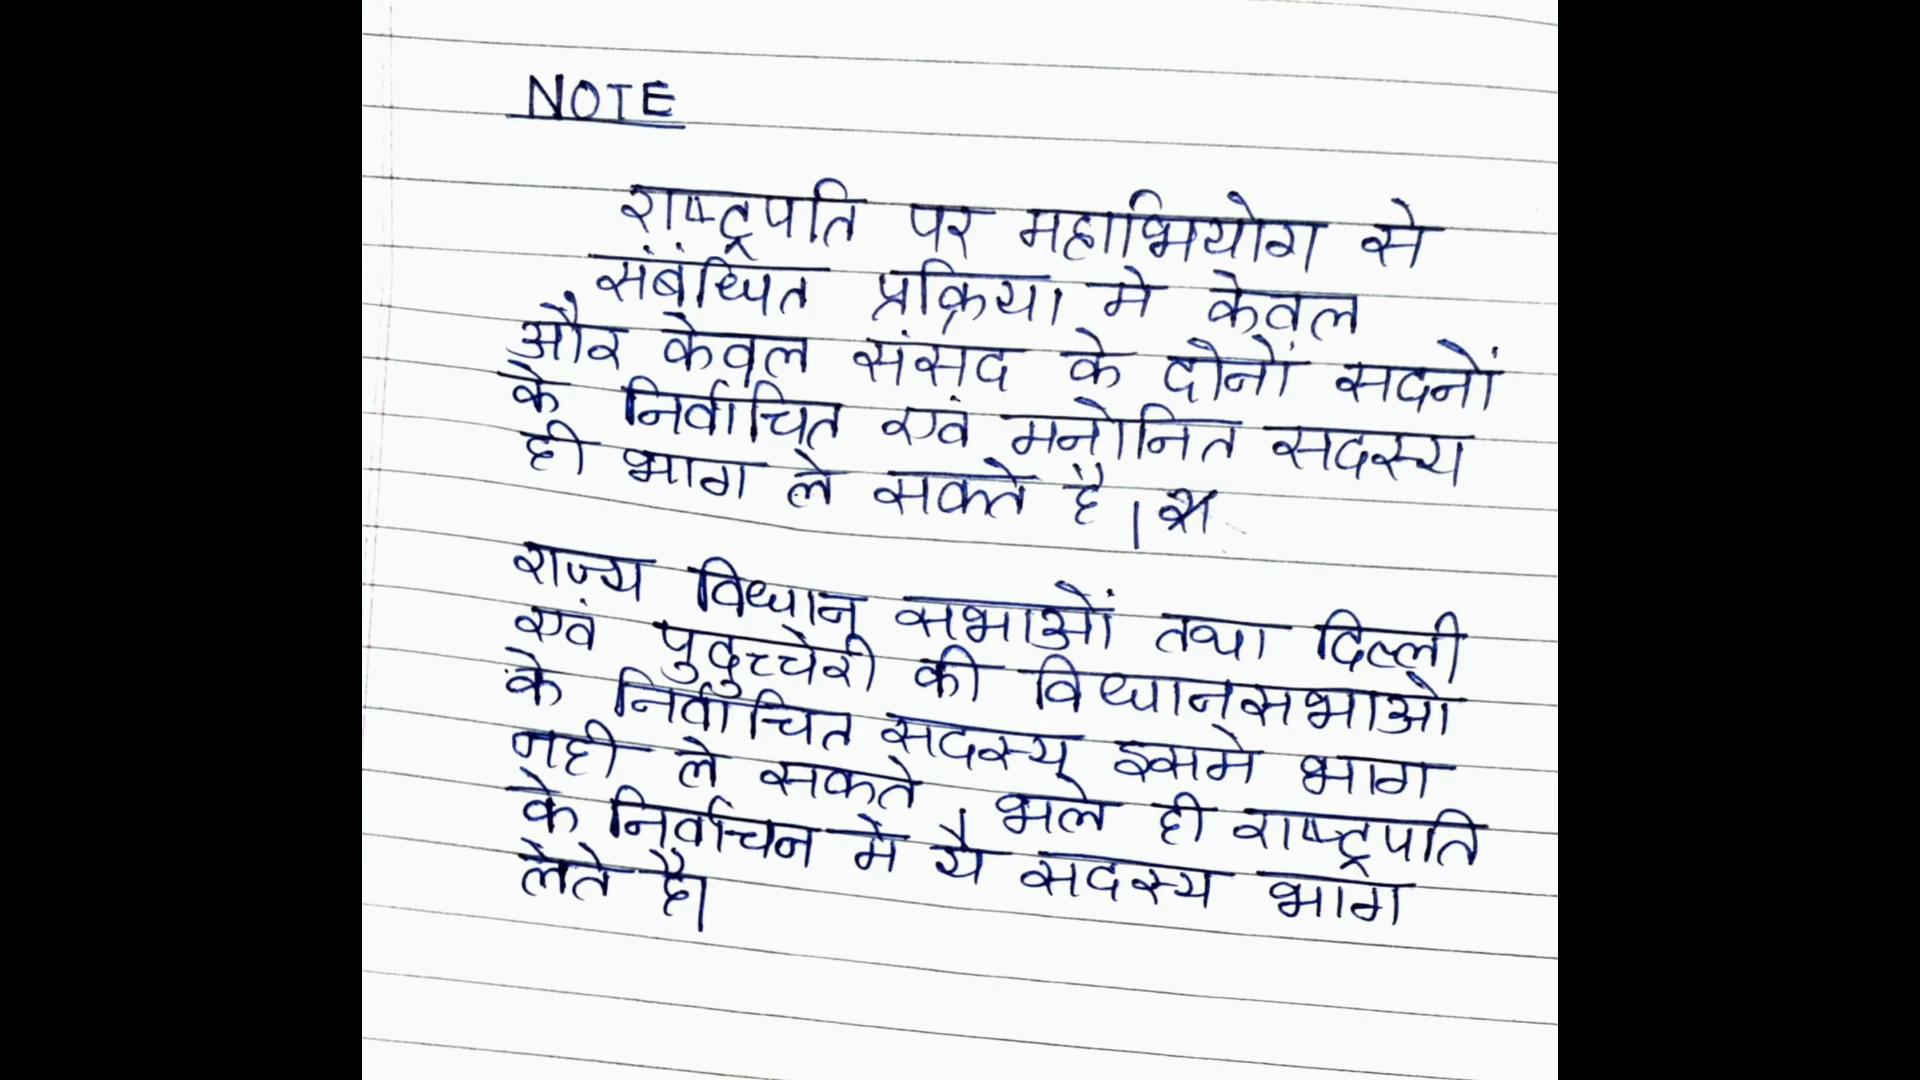 NOTE
राष्ट्रपति पर महाभियोग से
संबंधित प्रक्रिया मे केवल
और केवल संसद के दोनों सदनों
के निर्वाचित एवं मनोनित सदस्य
ही भाग ले सकते है।
राज्य विधान सभाओं तथा दिल्ली
एवं पुदुच्चेरी की विधानसभाओ
के निर्वाचित सदस्य इसमे भाग
नही ले सकते, भले ही राष्ट्रपति
के निर्वाचन मे ये सदस्य भाग
लेते है।